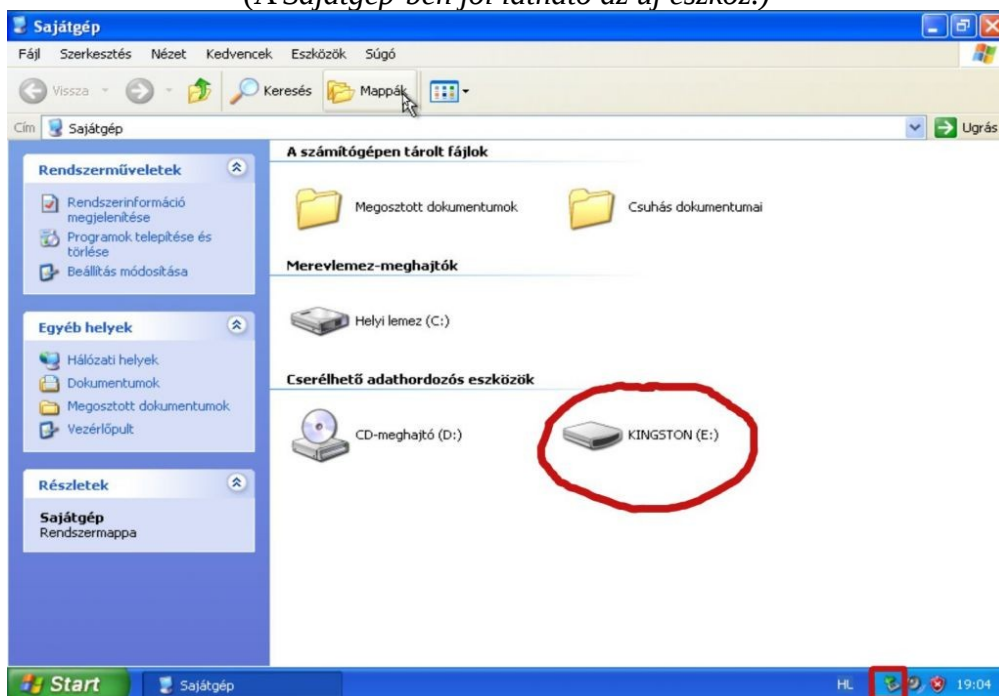 (A Sajátgép-ben jól látható az új eszköz.)
Sajátgép
Fájl Szerkesztés Nézet Kedvencek Eszközök Súgó
Vissza Keresés Mappák
Cím Sajátgép Ugrás
Rendszerműveletek
Rendszerinformáció
megjelenítése
Programok telepítése és
törlése
Beállítás módosítása
Egyéb helyek
Hálózati helyek
Dokumentumok
Megosztott dokumentumok
Vezérlőpult
Részletek
Sajátgép
Rendszermappa
A számítógépen tárolt fájlok
Megosztott dokumentumok Csuhás dokumentumai
Merevlemez-meghajtók
Helyi lemez (C:)
Cserélhető adathordozós eszközök
CD-meghajtó (D:) KINGSTON (E:)
Start Sajátgép HL 19:04